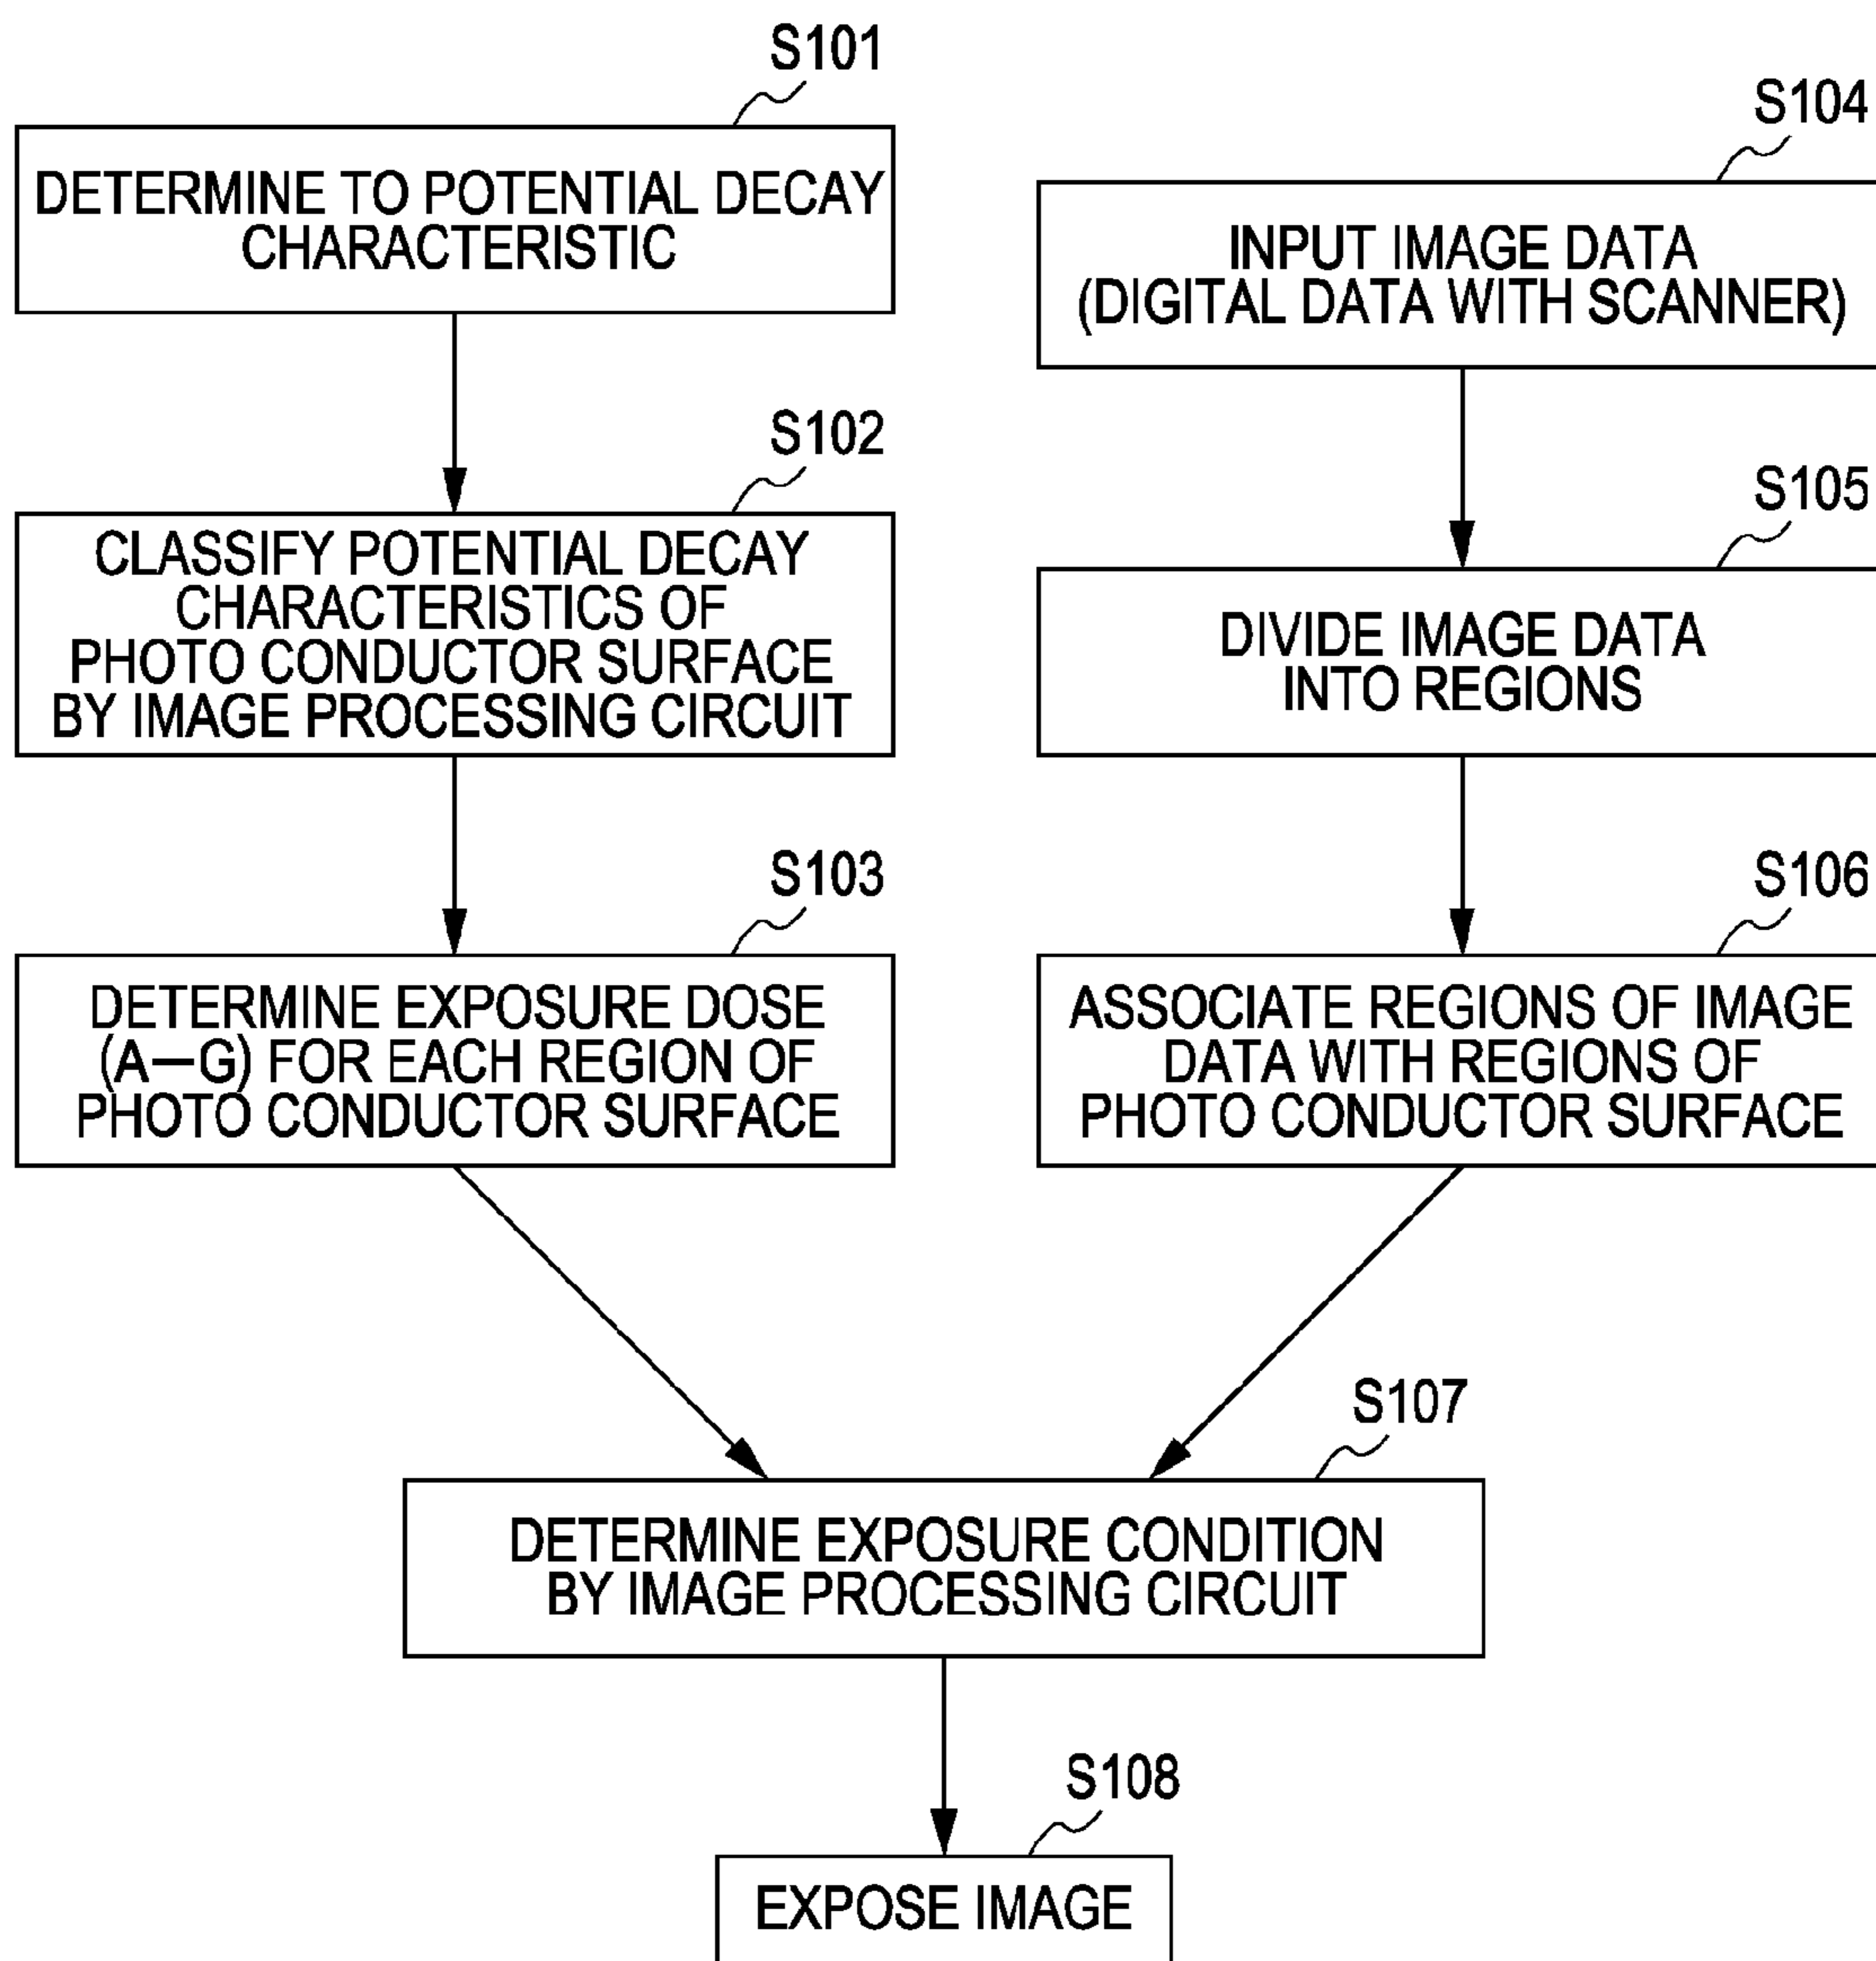 S101
DETERMINE TO POTENTIAL DECAY
CHARACTERISTIC
S102
CLASSIFY POTENTIAL DECAY
CHARACTERISTICS OF
PHOTO CONDUCTOR SURFACE
BY IMAGE PROCESSING CIRCUIT
S103
DETERMINE EXPOSURE DOSE
(A—G) FOR EACH REGION OF
PHOTO CONDUCTOR SURFACE
S104
INPUT IMAGE DATA
(DIGITAL DATA WITH SCANNER)
S105
DIVIDE IMAGE DATA
INTO REGIONS
S106
ASSOCIATE REGIONS OF IMAGE
DATA WITH REGIONS OF
PHOTO CONDUCTOR SURFACE
S107
DETERMINE EXPOSURE CONDITION
BY IMAGE PROCESSING CIRCUIT
S108
EXPOSE IMAGE